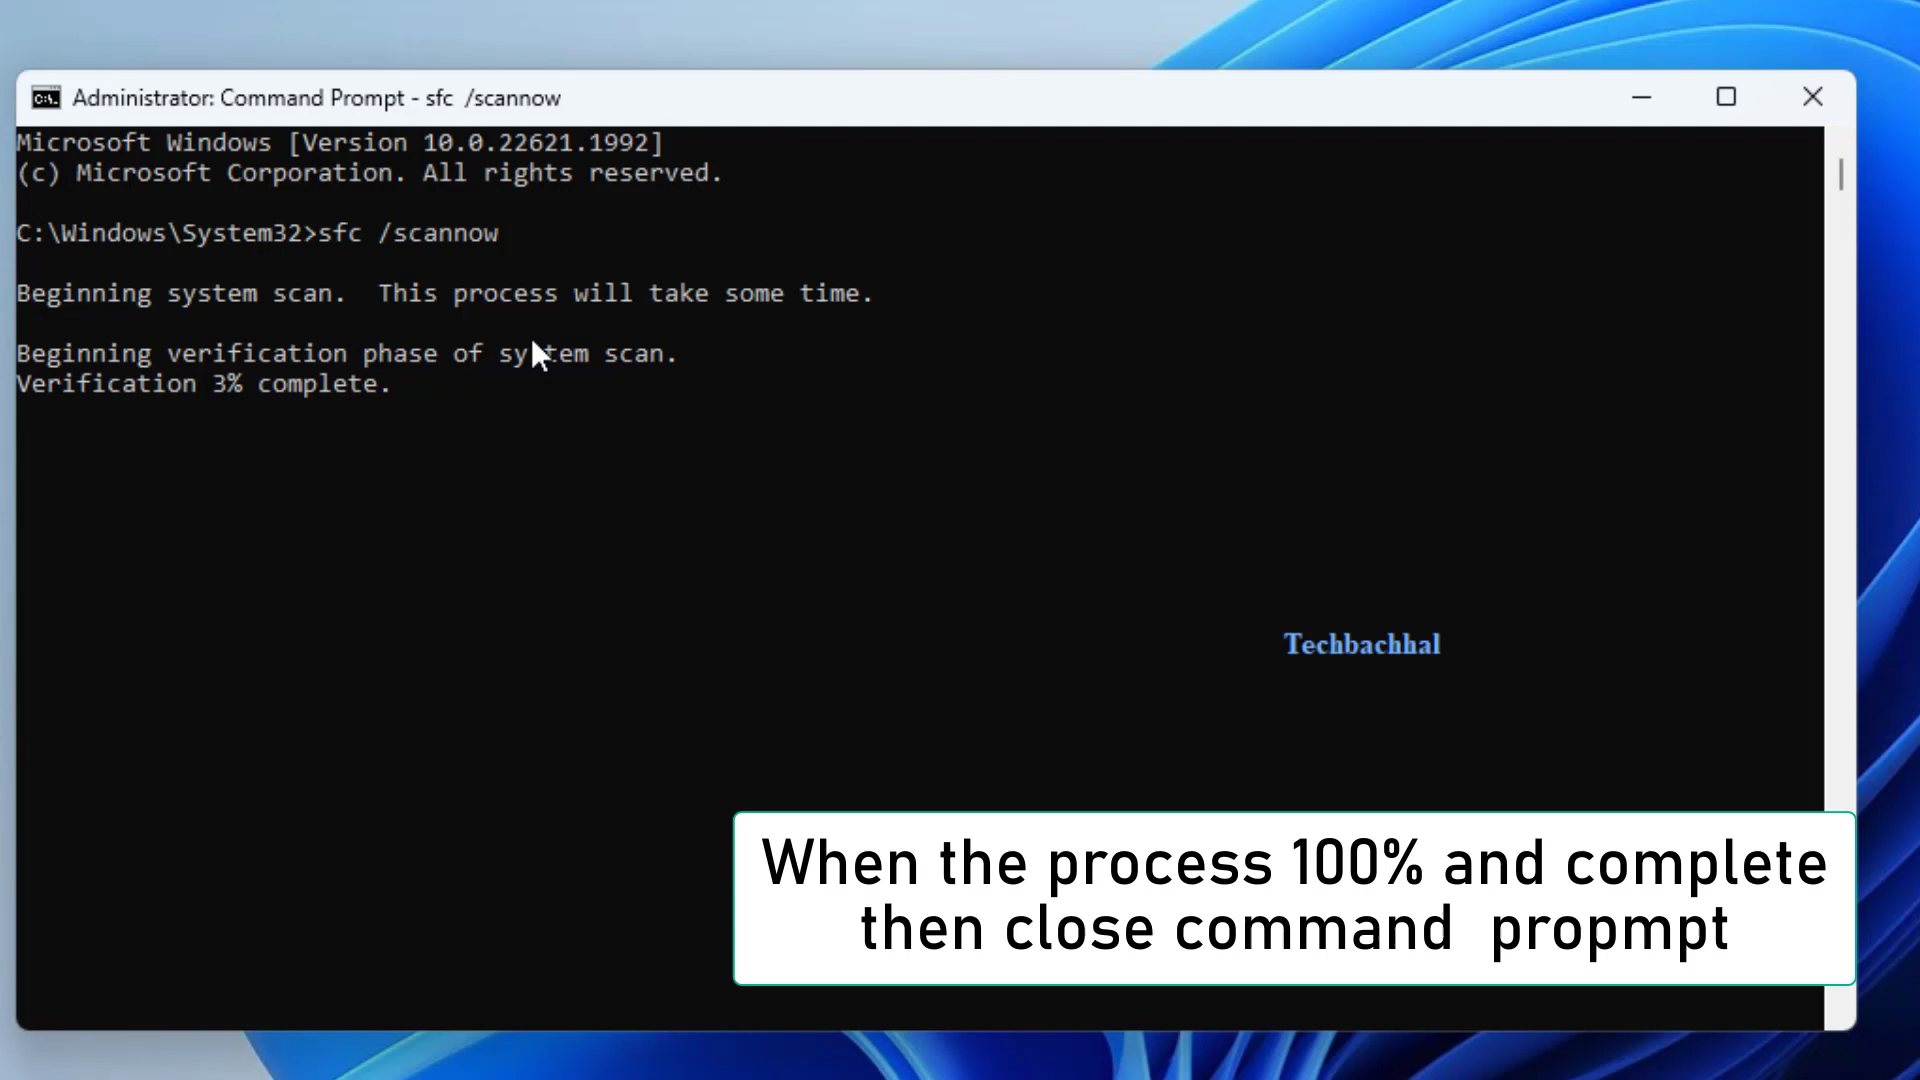 Administrator: Command Prompt - sfc  /scannow
Microsoft Windows [Version 10.0.22621.1992]
(c) Microsoft Corporation. All rights reserved.
C:\Windows\System32>sfc /scannow
Beginning system scan.  This process will take some time.
Beginning verification phase of system scan.
Verification 3% complete.
Techbachhal
When the process 100% and complete
then close command  propmpt